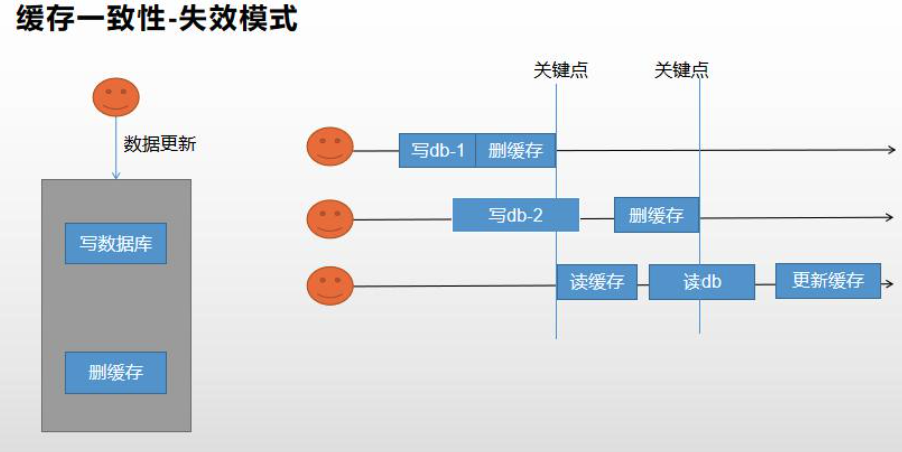 缓存一致性-失效模式
数据更新
写数据库
删缓存
关键点 关键点
写db-1 删缓存
写db-2 删缓存
读缓存 读db 更新缓存